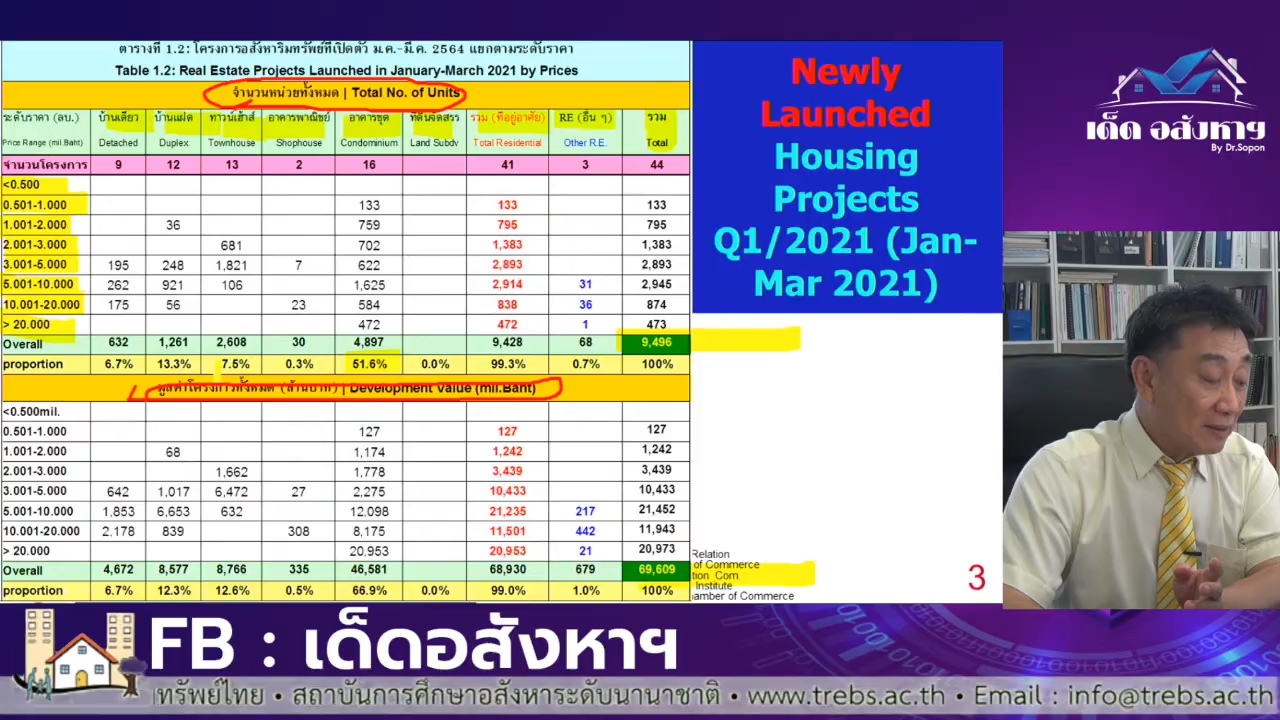 ตารางที่ 1.2: โครงการอสังหาริมทรัพย์ที่เปิดตัว ม.ค.-มี.ค. 2564 แยกตามระดับราคา
Table 1.2: Real Estate Projects Launched in January-March 2021 by Prices
จำนวนหน่วยทั้งหมด | Total No. of Units
ระดับราคา (ลบ.) บ้านเดี่ยว บ้านแฝด ทาวน์เฮ้าส์ อาคารพาณิชย์ อาคารชุด ที่ดินจัดสรร รวม (ที่อยู่อาศัย) RE (อื่น ๆ) รวม
Price Range (mil.Baht) Detached Duplex Townhouse Shophouse Condominium Land Subdv Total Residential Other R.E. Total
จำนวนโครงการ 9 12 13 2 16 41 3 44
<0.500
0.501-1.000 133 133 133
1.001-2.000 36 759 795 795
2.001-3.000 681 702 1,383 1,383
3.001-5.000 195 248 1,821 7 622 2,893 2,893
5.001-10.000 262 921 106 1,625 2,914 31 2,945
10.001-20.000 175 56 23 584 838 36 874
> 20.000 472 472 1 473
Overall 632 1,261 2,608 30 4,897 9,428 68 9,496
proportion 6.7% 13.3% 7.5% 0.3% 51.6% 0.0% 99.3% 0.7% 100%
มูลค่าโครงการทั้งหมด (ล้านบาท) | Development Value (mil.Baht)
<0.500mil.
0.501-1.000 127 127 127
1.001-2.000 68 1,174 1,242 1,242
2.001-3.000 1,662 1,778 3,439 3,439
3.001-5.000 642 1,017 6,472 27 2,275 10,433 10,433
5.001-10.000 1,853 6,653 632 12,098 21,235 217 21,452
10.001-20.000 2,178 839 308 8,175 11,501 442 11,943
> 20.000 20,953 20,953 21 20,973
Overall 4,672 8,577 8,766 335 46,581 68,930 679 69,609
proportion 6.7% 12.3% 12.6% 0.5% 66.9% 0.0% 99.0% 1.0% 100%
Newly
Launched
Housing
Projects
Q1/2021 (Jan-
Mar 2021)
Relation
of Commerce
tion Com
Institute
hamber of Commerce
3
เด็ด อสังหาฯ
By Dr.Sopon
FB : เด็ดอสังหาฯ
ทรัพย์ไทย • สถาบันการศึกษาอสังหาระดับนานาชาติ • www.trebs.ac.th • Email : info@trebs.ac.th